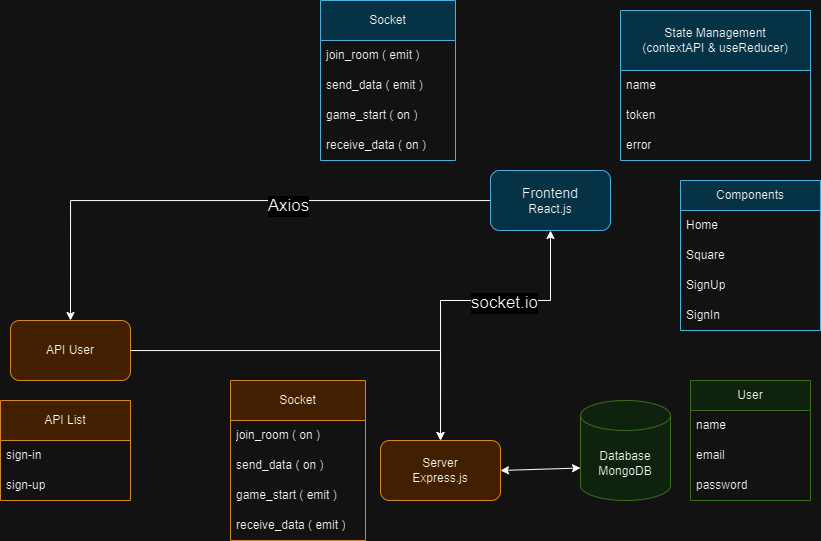 Socket
join_room ( emit )
send_data ( emit )
game_start ( on )
receive_data ( on )
State Management
(contextAPI & useReducer)
name
token
error
Frontend
React.js
Axios
Components
Home
Square
SignUp
SignIn
socket.io
API User
API List
sign-in
sign-up
Socket
join_room ( on )
send_data ( on )
game_start ( emit )
receive_data ( emit )
Server
Express.js
Database
MongoDB
User
name
email
password